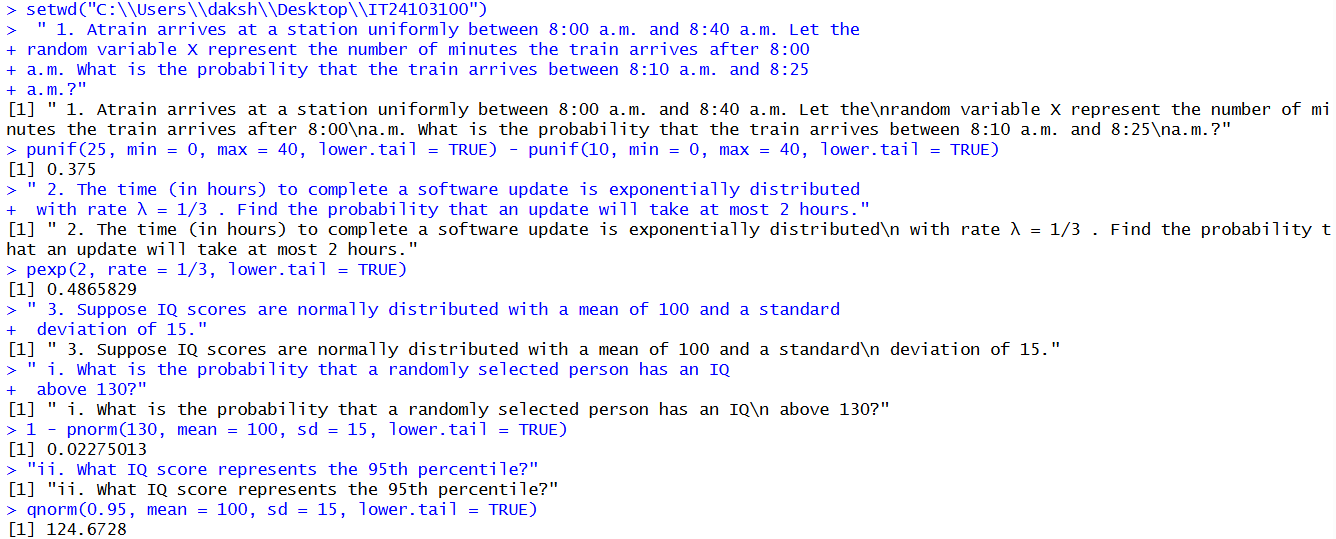 > setwd("C:\\Users\\daksh\\Desktop\\IT24103100")
>  " 1. Atrain arrives at a station uniformly between 8:00 a.m. and 8:40 a.m. Let the
+ random variable X represent the number of minutes the train arrives after 8:00
+ a.m. What is the probability that the train arrives between 8:10 a.m. and 8:25
+ a.m.?"
[1] " 1. Atrain arrives at a station uniformly between 8:00 a.m. and 8:40 a.m. Let the\nrandom variable X represent the number of mi
nutes the train arrives after 8:00\na.m. What is the probability that the train arrives between 8:10 a.m. and 8:25\na.m.?"
> punif(25, min = 0, max = 40, lower.tail = TRUE) - punif(10, min = 0, max = 40, lower.tail = TRUE)
[1] 0.375
> " 2. The time (in hours) to complete a software update is exponentially distributed
+  with rate λ = 1/3 . Find the probability that an update will take at most 2 hours."
[1] " 2. The time (in hours) to complete a software update is exponentially distributed\n with rate λ = 1/3 . Find the probability t
hat an update will take at most 2 hours."
> pexp(2, rate = 1/3, lower.tail = TRUE)
[1] 0.4865829
> " 3. Suppose IQ scores are normally distributed with a mean of 100 and a standard
+  deviation of 15."
[1] " 3. Suppose IQ scores are normally distributed with a mean of 100 and a standard\n deviation of 15."
> " i. What is the probability that a randomly selected person has an IQ
+  above 130?"
[1] " i. What is the probability that a randomly selected person has an IQ\n above 130?"
> 1 - pnorm(130, mean = 100, sd = 15, lower.tail = TRUE)
[1] 0.02275013
> "ii. What IQ score represents the 95th percentile?"
[1] "ii. What IQ score represents the 95th percentile?"
> qnorm(0.95, mean = 100, sd = 15, lower.tail = TRUE)
[1] 124.6728